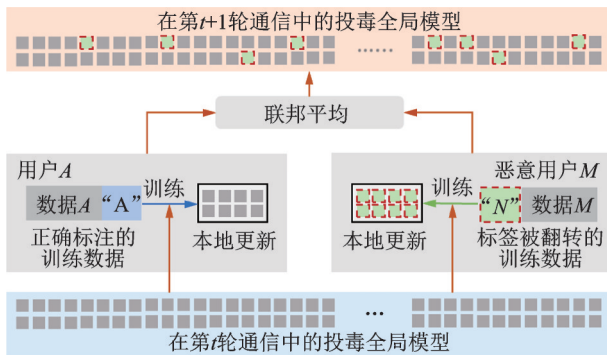 在第t+1轮通信中的投毒全局模型
……
联邦平均
用户A
数据A
“A”
训练
正确标注的
训练数据
本地更新
恶意用户M
训练
“N”
数据M
本地更新
标签被翻转的
训练数据
…
在第t轮通信中的投毒全局模型